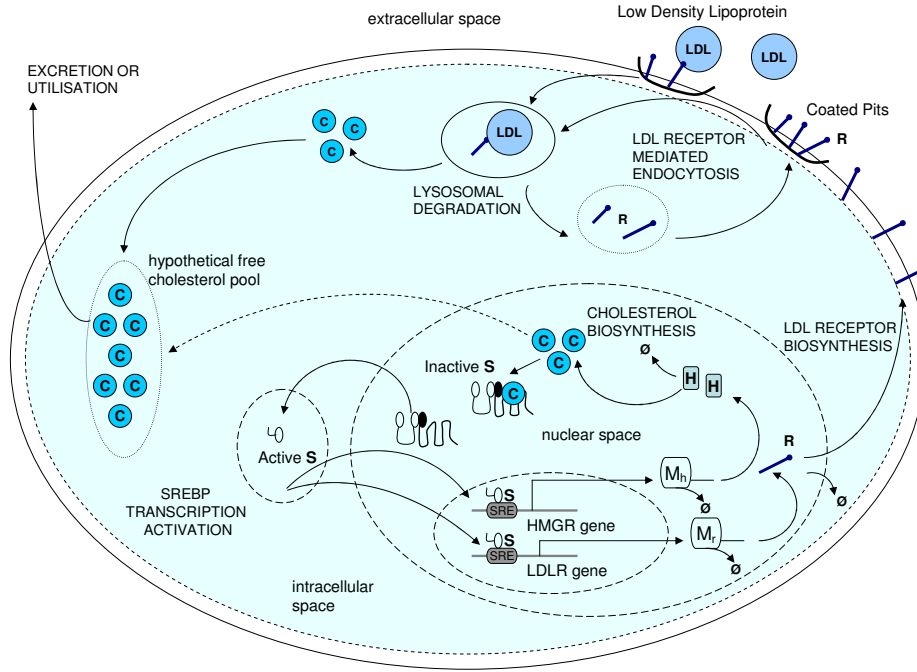 extracellular space
Low Density Lipoprotein
LDL
LDL
EXCRETION OR
UTILISATION
Coated Pits
R
C
C
C
LDL
LDL RECEPTOR
MEDIATED
ENDOCYTOSIS
LYSOSOMAL
DEGRADATION
R
hypothetical free
cholesterol pool
C
C
C
C
C
C
C
CHOLESTEROL
BIOSYNTHESIS
LDL RECEPTOR
BIOSYNTHESIS
C
C
C
ø
Inactive S
C
H
H
nuclear space
Active S
R
SREBP
TRANSCRIPTION
ACTIVATION
S
SRE
HMGR gene
Mh
ø
ø
S
SRE
LDLR gene
Mr
ø
intracellular
space